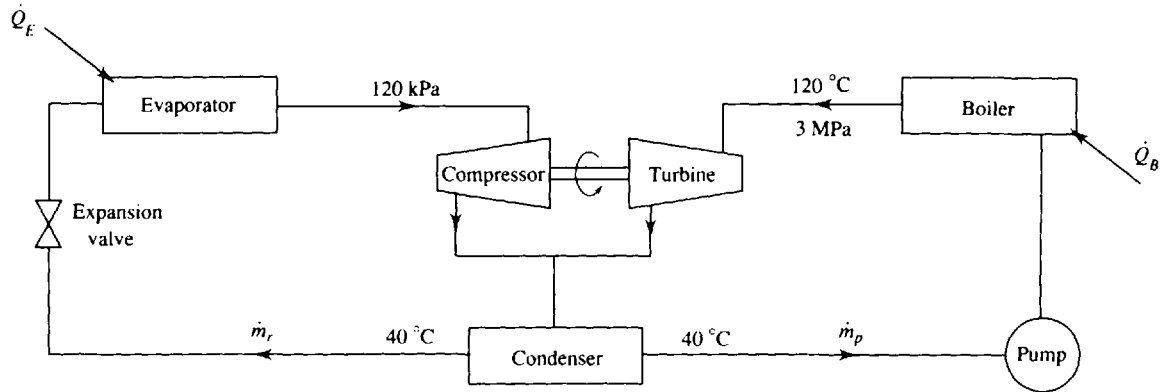 Q̇_E
Evaporator
120 kPa
120 °C
3 MPa
Boiler
Q̇_B
Compressor
Turbine
Expansion
valve
ṁ_r
40 °C
Condenser
40 °C
ṁ_p
Pump